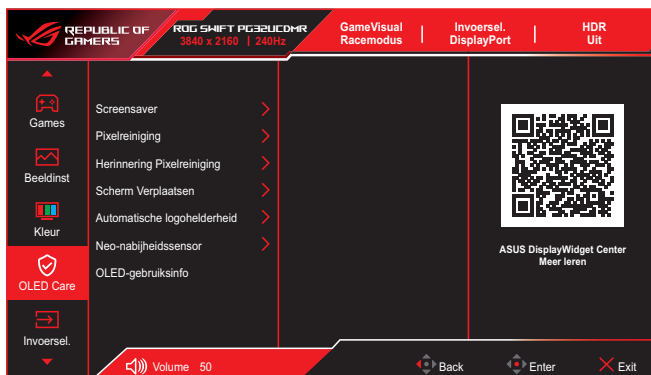 REPUBLIC OF
GAMERS
ROG SWIFT PG32UCDMR
3840 x 2160 | 240Hz
GameVisual
Racemodus
Invoersel.
DisplayPort
HDR
Uit
Games
Beeldinst
Kleur
OLED Care
Invoersel.
Screensaver
Pixelreiniging
Herinnering Pixelreiniging
Scherm Verplaatsen
Automatische logohelderheid
Neo-nabijheidssensor
OLED-gebruiksinfo
ASUS DisplayWidget Center
Meer leren
Volume 50
Back
Enter
Exit